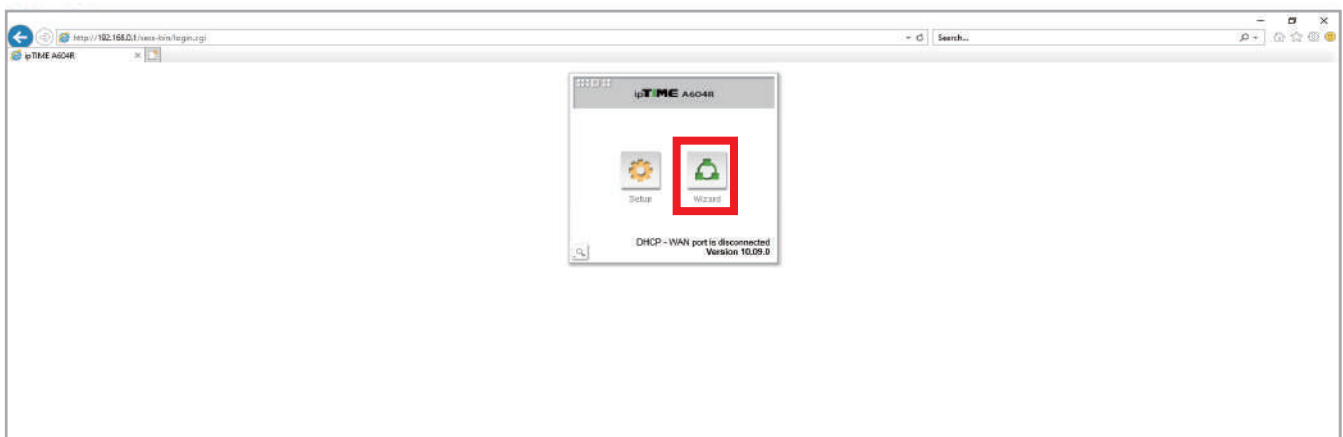 http://192.168.0.1/sess-bin/login.cgi
Search...
ipTIME A604R
ipTIME A604R
Setup
Wizard
DHCP - WAN port is disconnected
Version 10.09.0